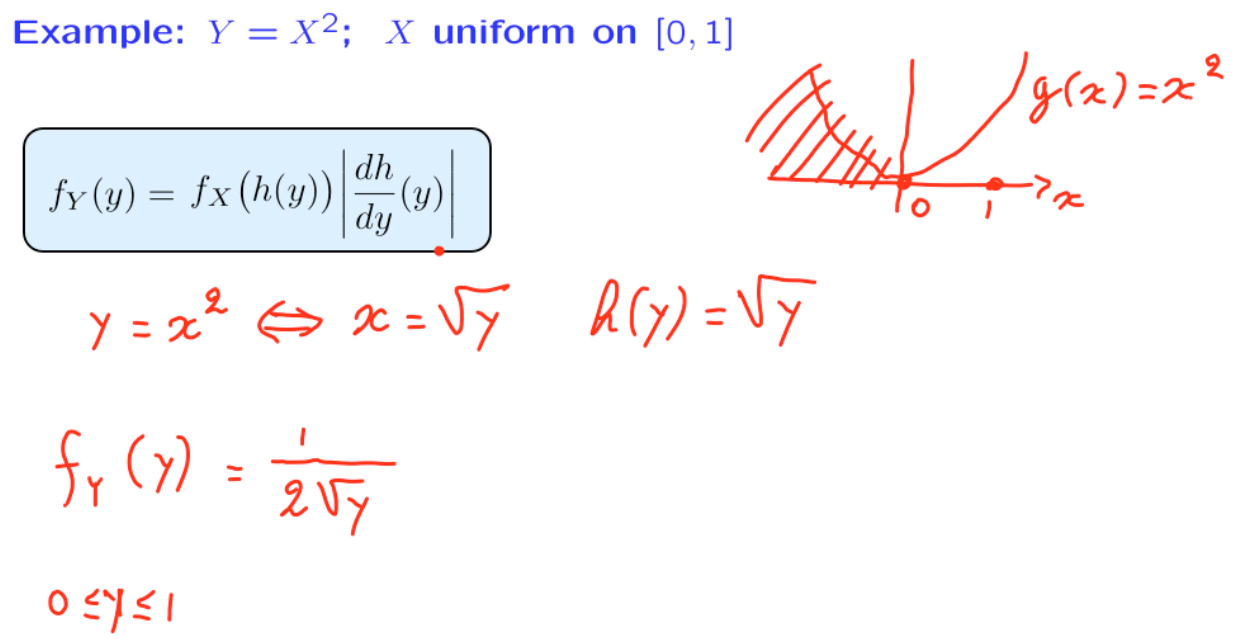 Example: Y = X²; X uniform on [0, 1]
g(x) = x²
0 1 x
f_Y(y) = f_X(h(y)) |dh/dy (y)|
y = x² ⇔ x = √y h(y) = √y
f_Y(y) = 1/(2√y)
0 ≤ y ≤ 1